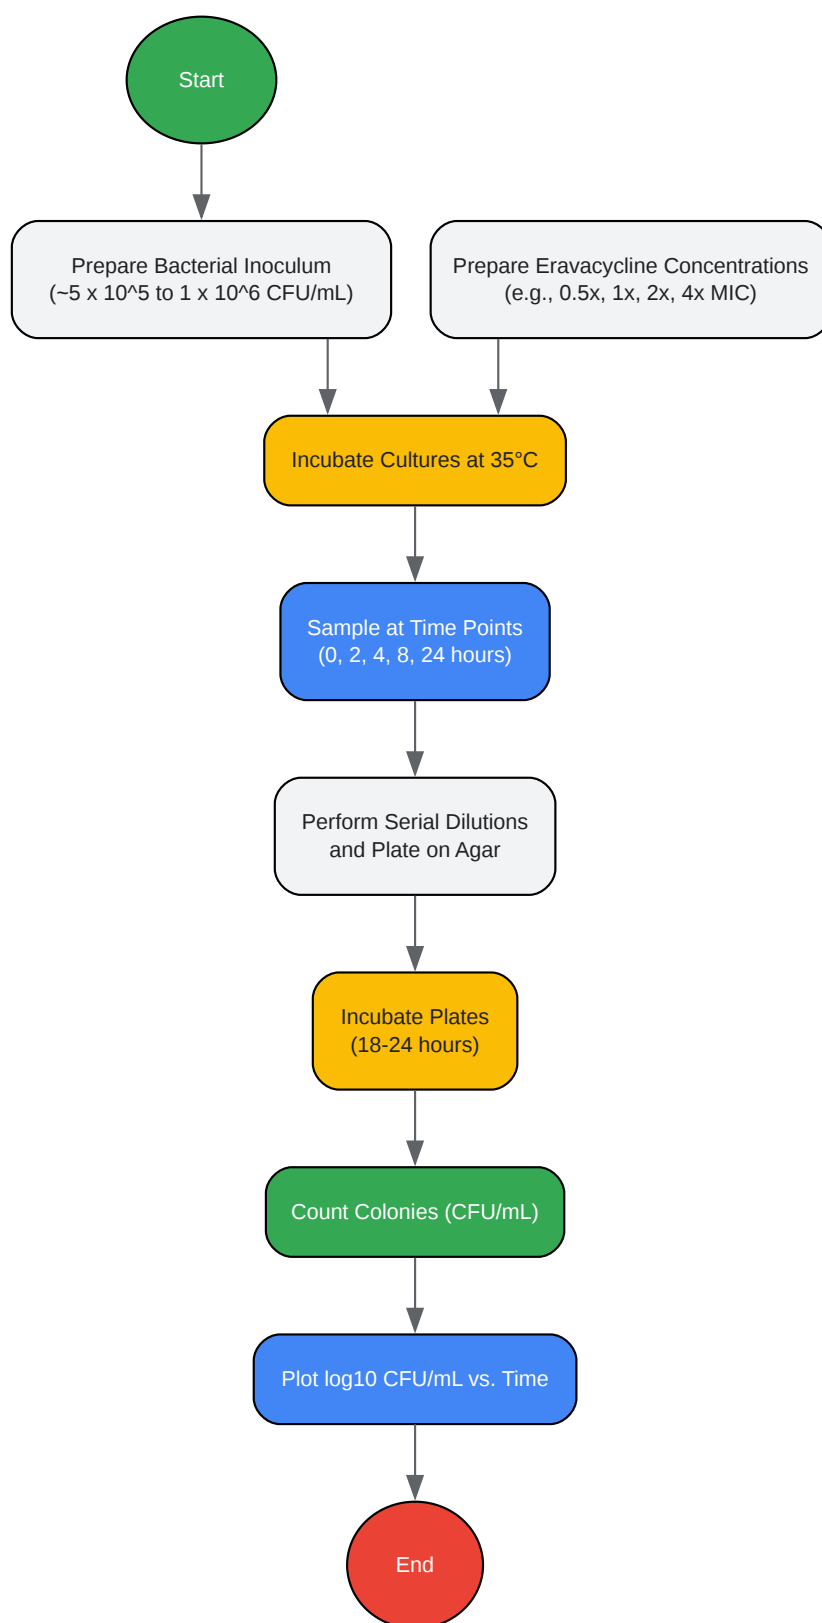 Start
Prepare Bacterial Inoculum
(~5 x 10^5 to 1 x 10^6 CFU/mL)
Prepare Eravacycline Concentrations
(e.g., 0.5x, 1x, 2x, 4x MIC)
Incubate Cultures at 35°C
Sample at Time Points
(0, 2, 4, 8, 24 hours)
Perform Serial Dilutions
and Plate on Agar
Incubate Plates
(18-24 hours)
Count Colonies (CFU/mL)
Plot log10 CFU/mL vs. Time
End